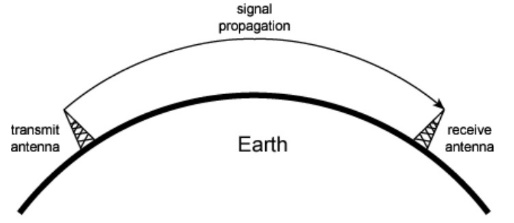 signal
propagation
transmit
antenna
Earth
receive
antenna